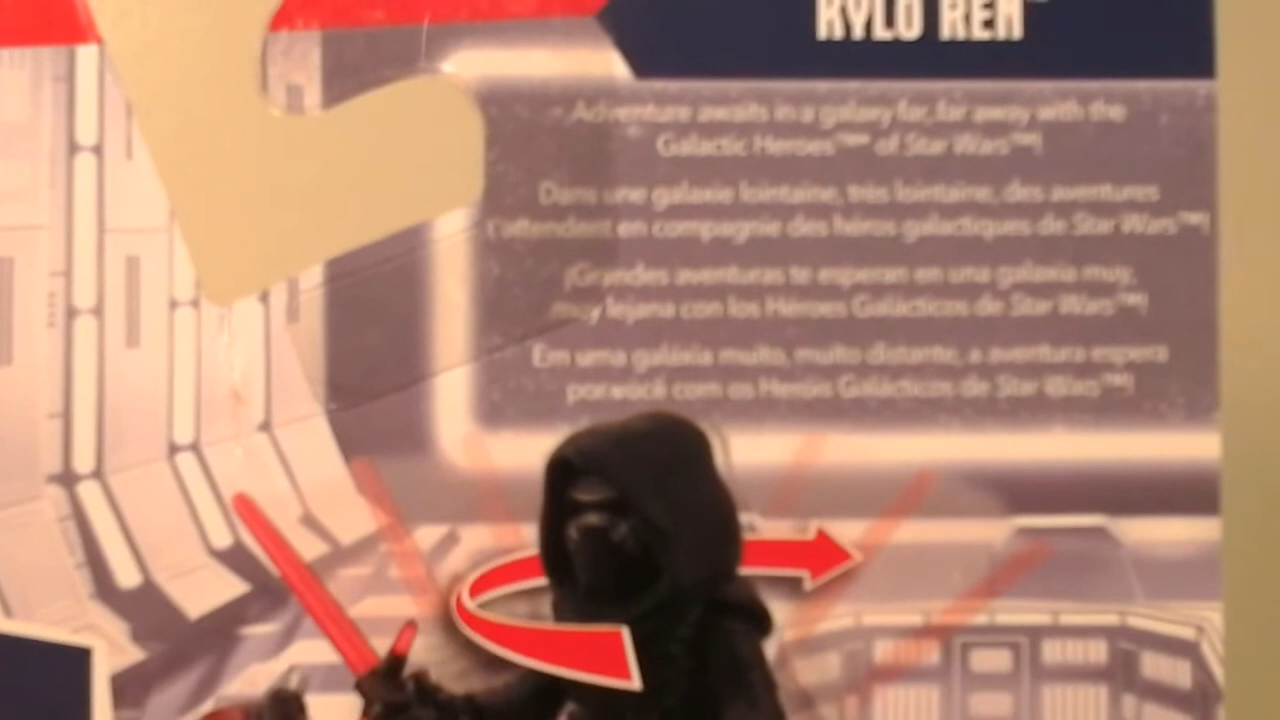 KYLO REN™
Adventure awaits in a galaxy far, far away with the
Galactic Heroes™ of Star Wars™!
Dans une galaxie lointaine, très lointaine, des aventures
t'attendent en compagnie des héros galactiques de Star Wars™!
¡Grandes aventuras te esperan en una galaxia muy,
muy lejana con los Héroes Galácticos de Star Wars™!
Em uma galáxia muito, muito distante, a aventura espera
por você com os Heróis Galácticos de Star Wars™!